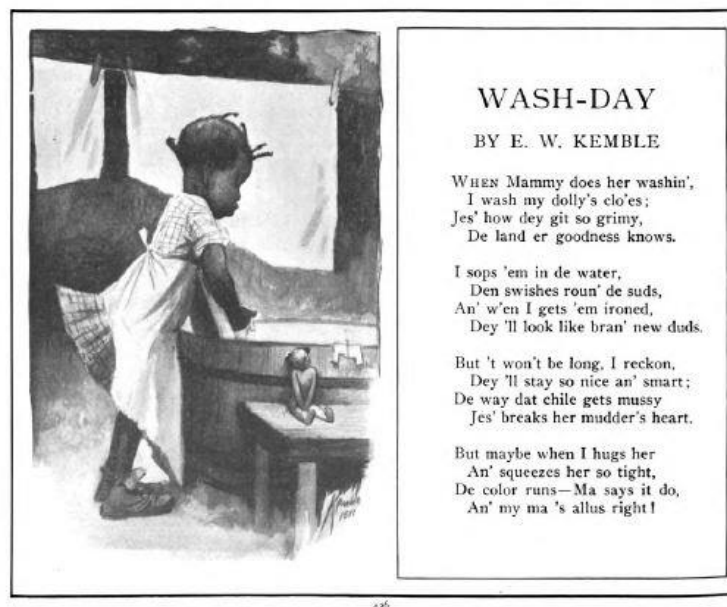 WASH-DAY
BY E. W. KEMBLE
WHEN Mammy does her washin',
I wash my dolly's clo'es;
Jes' how dey git so grimy,
De land er goodness knows.
I sops 'em in de water,
Den swishes roun' de suds,
An' w'en I gets 'em ironed,
Dey 'll look like bran' new duds.
But 't won't be long, I reckon,
Dey 'll stay so nice an' smart;
De way dat chile gets mussy
Jes' breaks her mudder's heart.
But maybe when I hugs her
An' squeezes her so tight,
De color runs—Ma says it do,
An' my ma 's allus right!